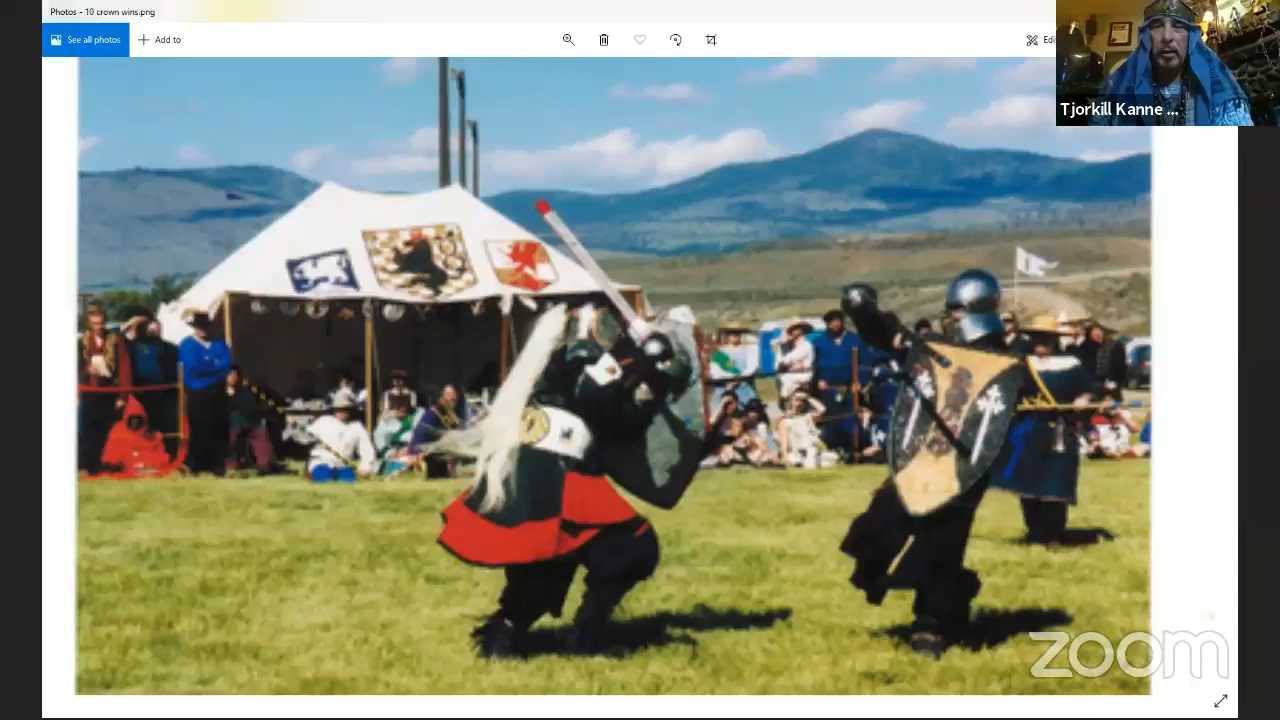 Photos - 10 crown wins.png
See all photos
Add to
Edi
Tjorkill Kanne ...
zoom